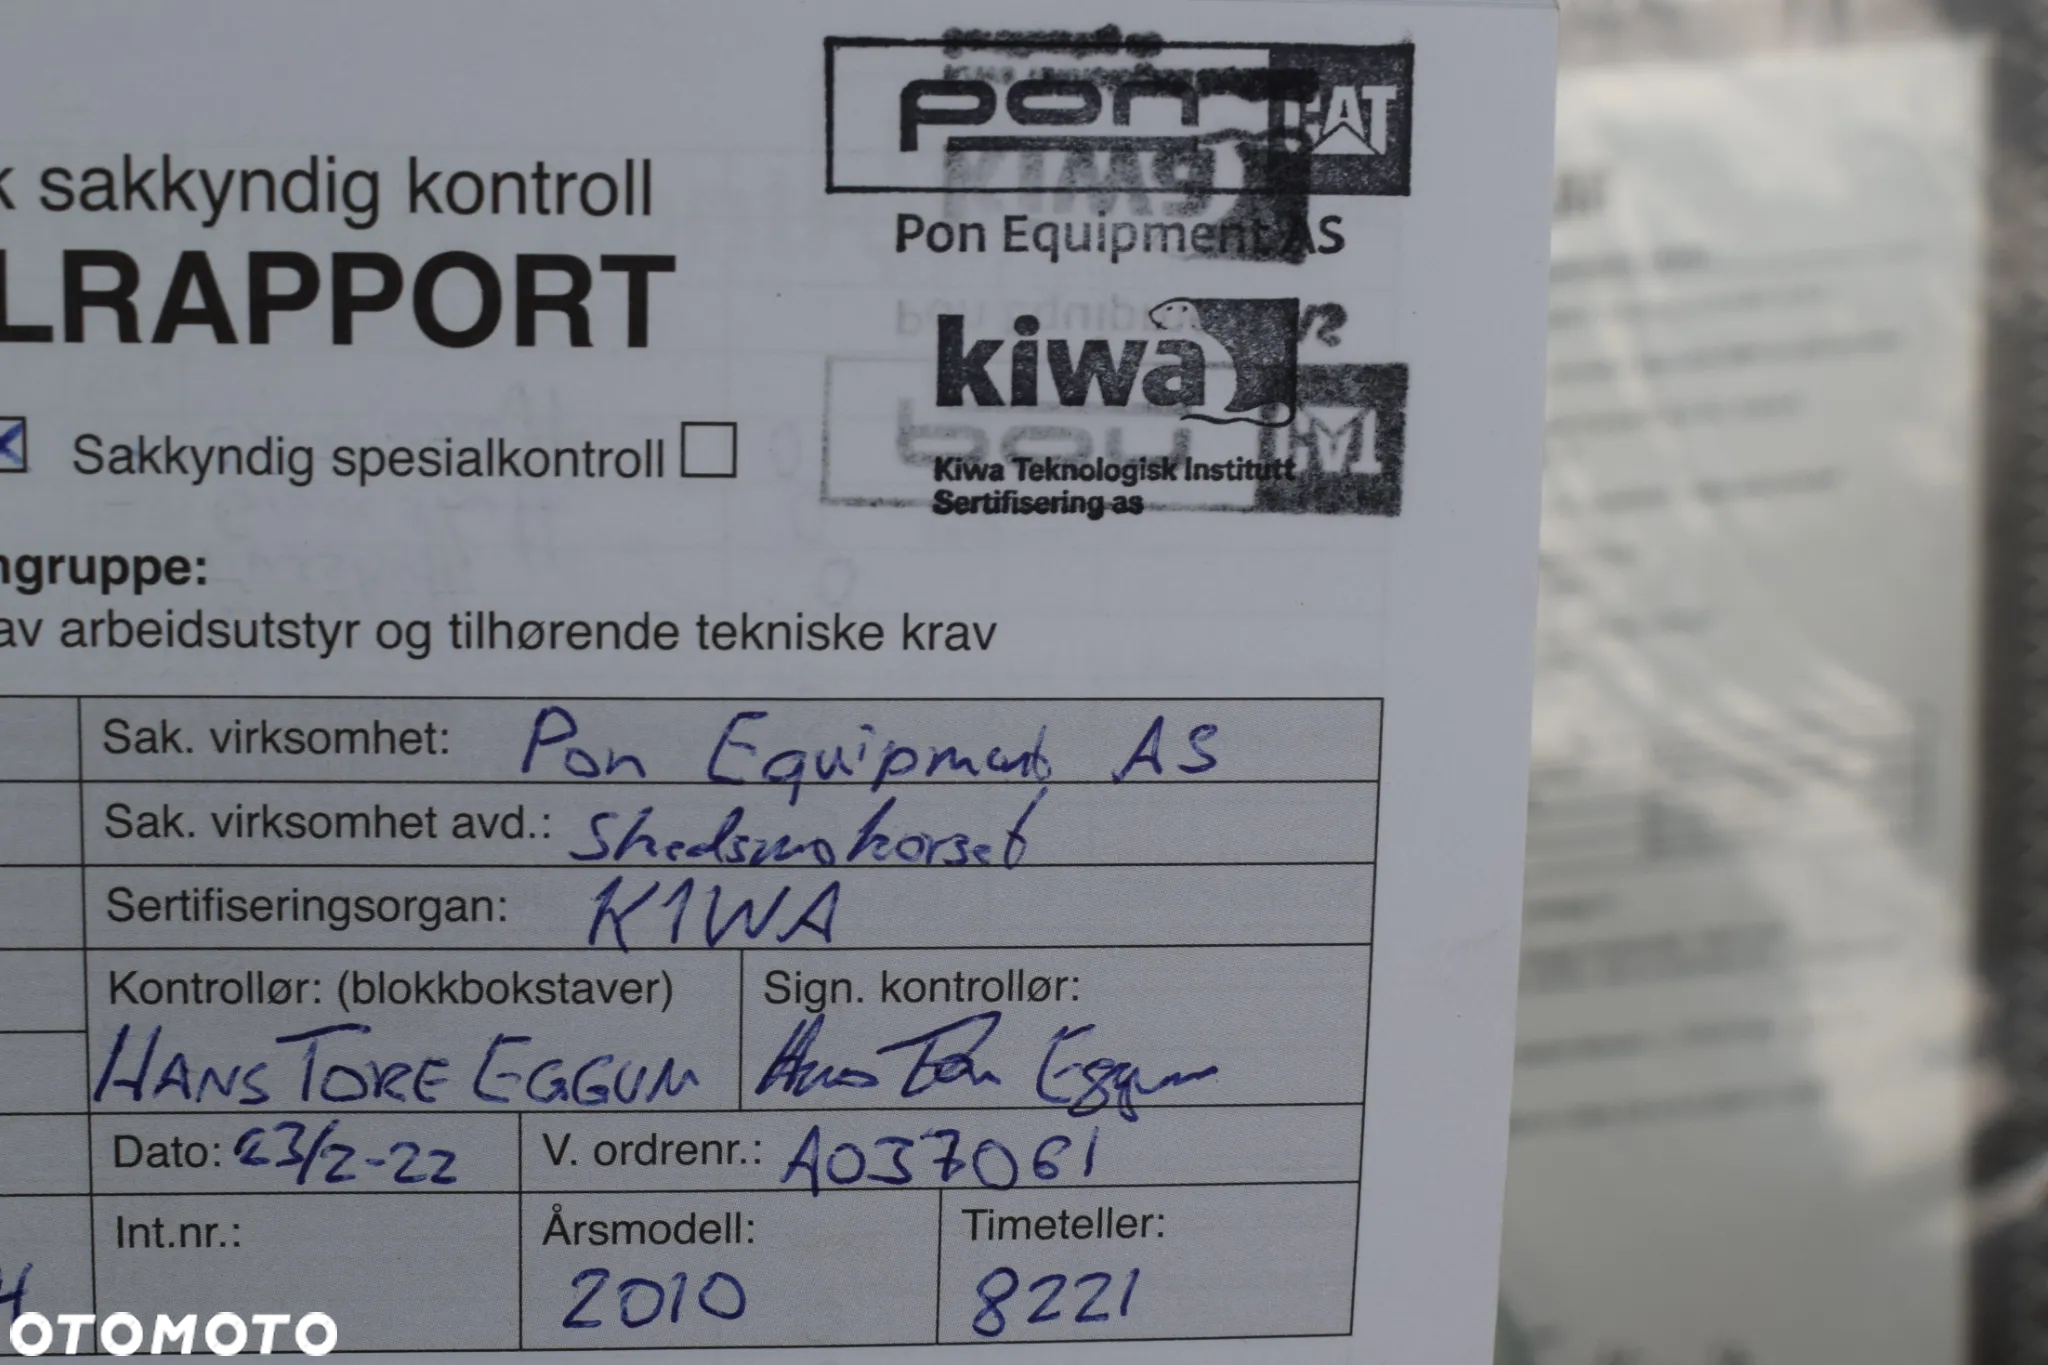 pon CAT
Pon Equipment AS
k sakkyndig kontroll
LRAPPORT
kiwa
Sakkyndig spesialkontroll
Kiwa Teknologisk Institutt
Sertifisering as
ngruppe:
av arbeidsutstyr og tilhørende tekniske krav
Sak. virksomhet: Pon Equipment AS
Sak. virksomhet avd.: Skedsmokorset
Sertifiseringsorgan: KIWA
Kontrollør: (blokkbokstaver) Sign. kontrollør:
HANS TORE EGGUM Hans Tore Eggum
Dato: 23/2-22 V. ordrenr.: A037061
Int.nr.: Årsmodell: Timeteller:
2010 8221
OTOMOTO